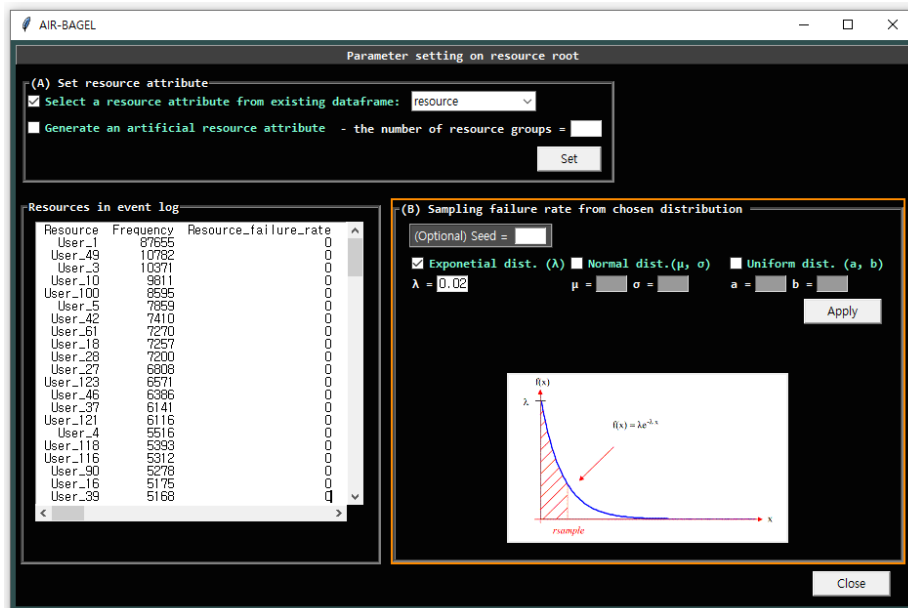 AIR-BAGEL
Parameter setting on resource root
(A) Set resource attribute
Select a resource attribute from existing dataframe: resource
Generate an artificial resource attribute - the number of resource groups =
Set
Resources in event log
Resource Frequency Resource_failure_rate
User_1 87655 0
User_49 10782 0
User_3 10371 0
User_10 9811 0
User_100 8595 0
User_5 7859 0
User_42 7410 0
User_61 7270 0
User_18 7257 0
User_28 7200 0
User_27 6808 0
User_123 6571 0
User_46 6386 0
User_37 6141 0
User_121 6116 0
User_4 5516 0
User_118 5393 0
User_116 5312 0
User_90 5278 0
User_16 5175 0
User_39 5168 0
(B) Sampling failure rate from chosen distribution
(Optional) Seed =
Exponetial dist. (λ) Normal dist.(μ, σ) Uniform dist. (a, b)
λ = 0.02 μ = σ = a = b =
Apply
f(x)
λ
f(x) = λe^-λx
x
rsample
Close